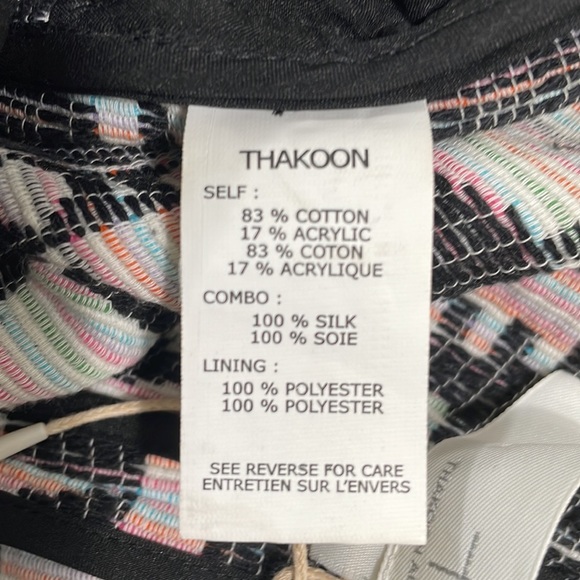 THAKOON
SELF :
83 % COTTON
17 % ACRYLIC
83 % COTON
17 % ACRYLIQUE
COMBO :
100 % SILK
100 % SOIE
LINING :
100 % POLYESTER
100 % POLYESTER
SEE REVERSE FOR CARE
ENTRETIEN SUR L'ENVERS
THAKOON